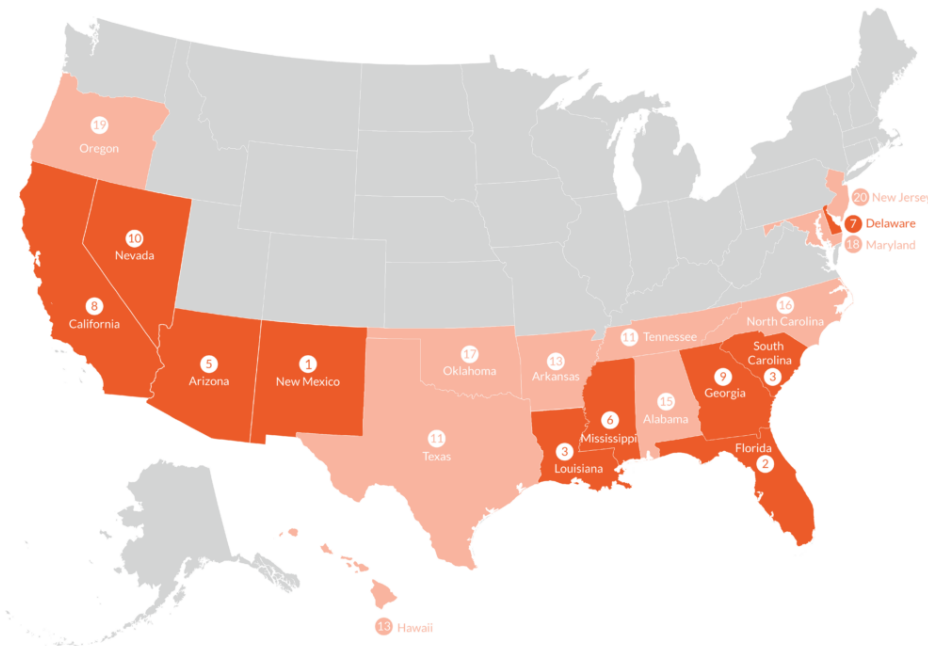 19
Oregon
20 New Jersey
10
Nevada
7 Delaware
18 Maryland
8
California
16
North Carolina
11 Tennessee
5
Arizona
1
New Mexico
17
Oklahoma
13
Arkansas
South
Carolina
3
9
Georgia
15
Alabama
6
Mississippi
11
Texas
3
Louisiana
Florida
2
13 Hawaii